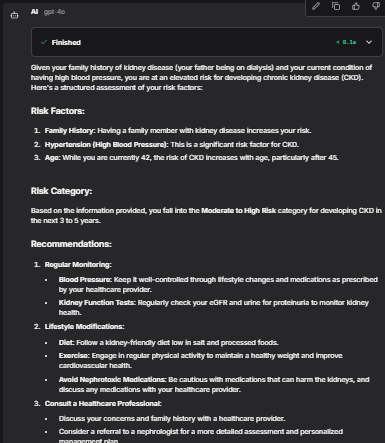 AI gpt-4o
Finished < 0.1s
Given your family history of kidney disease (your father being on dialysis) and your current condition of
having high blood pressure, you are at an elevated risk for developing chronic kidney disease (CKD).
Here's a structured assessment of your risk factors:
Risk Factors:
1. Family History: Having a family member with kidney disease increases your risk.
2. Hypertension (High Blood Pressure): This is a significant risk factor for CKD.
3. Age: While you are currently 42, the risk of CKD increases with age, particularly after 45.
Risk Category:
Based on the information provided, you fall into the Moderate to High Risk category for developing CKD in
the next 3 to 5 years.
Recommendations:
1. Regular Monitoring:
• Blood Pressure: Keep it well-controlled through lifestyle changes and medications as prescribed
by your healthcare provider.
• Kidney Function Tests: Regularly check your eGFR and urine for proteinuria to monitor kidney
health.
2. Lifestyle Modifications:
• Diet: Follow a kidney-friendly diet low in salt and processed foods.
• Exercise: Engage in regular physical activity to maintain a healthy weight and improve
cardiovascular health.
• Avoid Nephrotoxic Medications: Be cautious with medications that can harm the kidneys, and
discuss any medications with your healthcare provider.
3. Consult a Healthcare Professional:
• Discuss your concerns and family history with a healthcare provider.
• Consider a referral to a nephrologist for a more detailed assessment and personalized
management plan.